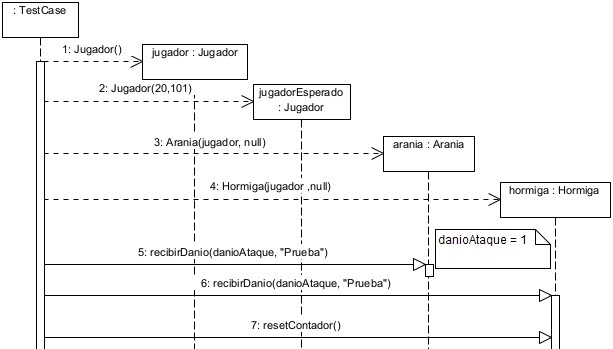 : TestCase
1: Jugador()
jugador : Jugador
2: Jugador(20,101)
jugadorEsperado
: Jugador
3: Arania(jugador, null)
arania : Arania
4: Hormiga(jugador ,null)
hormiga : Hormiga
danioAtaque = 1
5: recibirDanio(danioAtaque, "Prueba")
6: recibirDanio(danioAtaque, "Prueba")
7: resetContador()